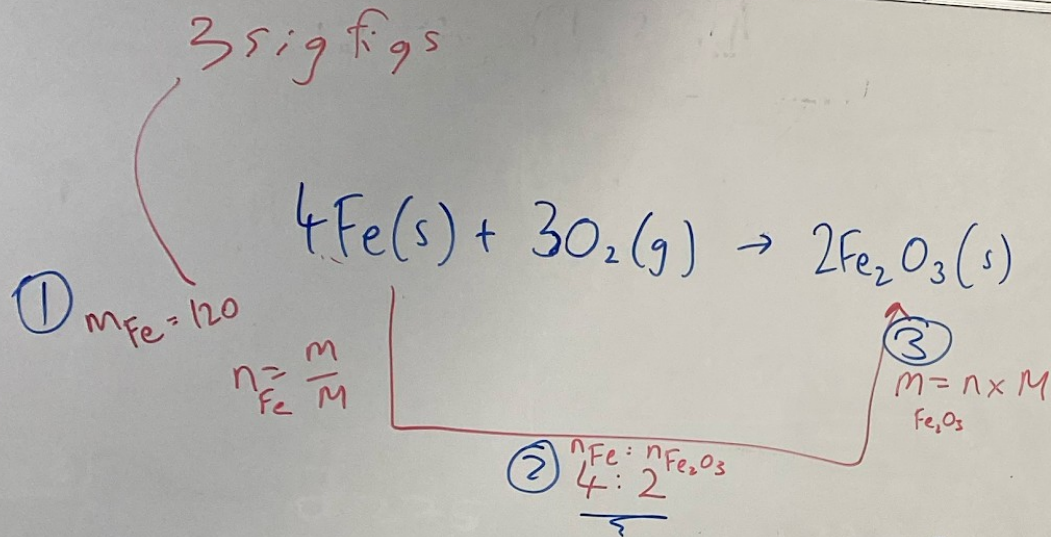 3 sig figs
4Fe(s) + 3O₂(g) → 2Fe₂O₃(s)
① mFe = 120
nFe = m/M
② nFe : nFe₂O₃
4 : 2
③
m = n × M
Fe₂O₃